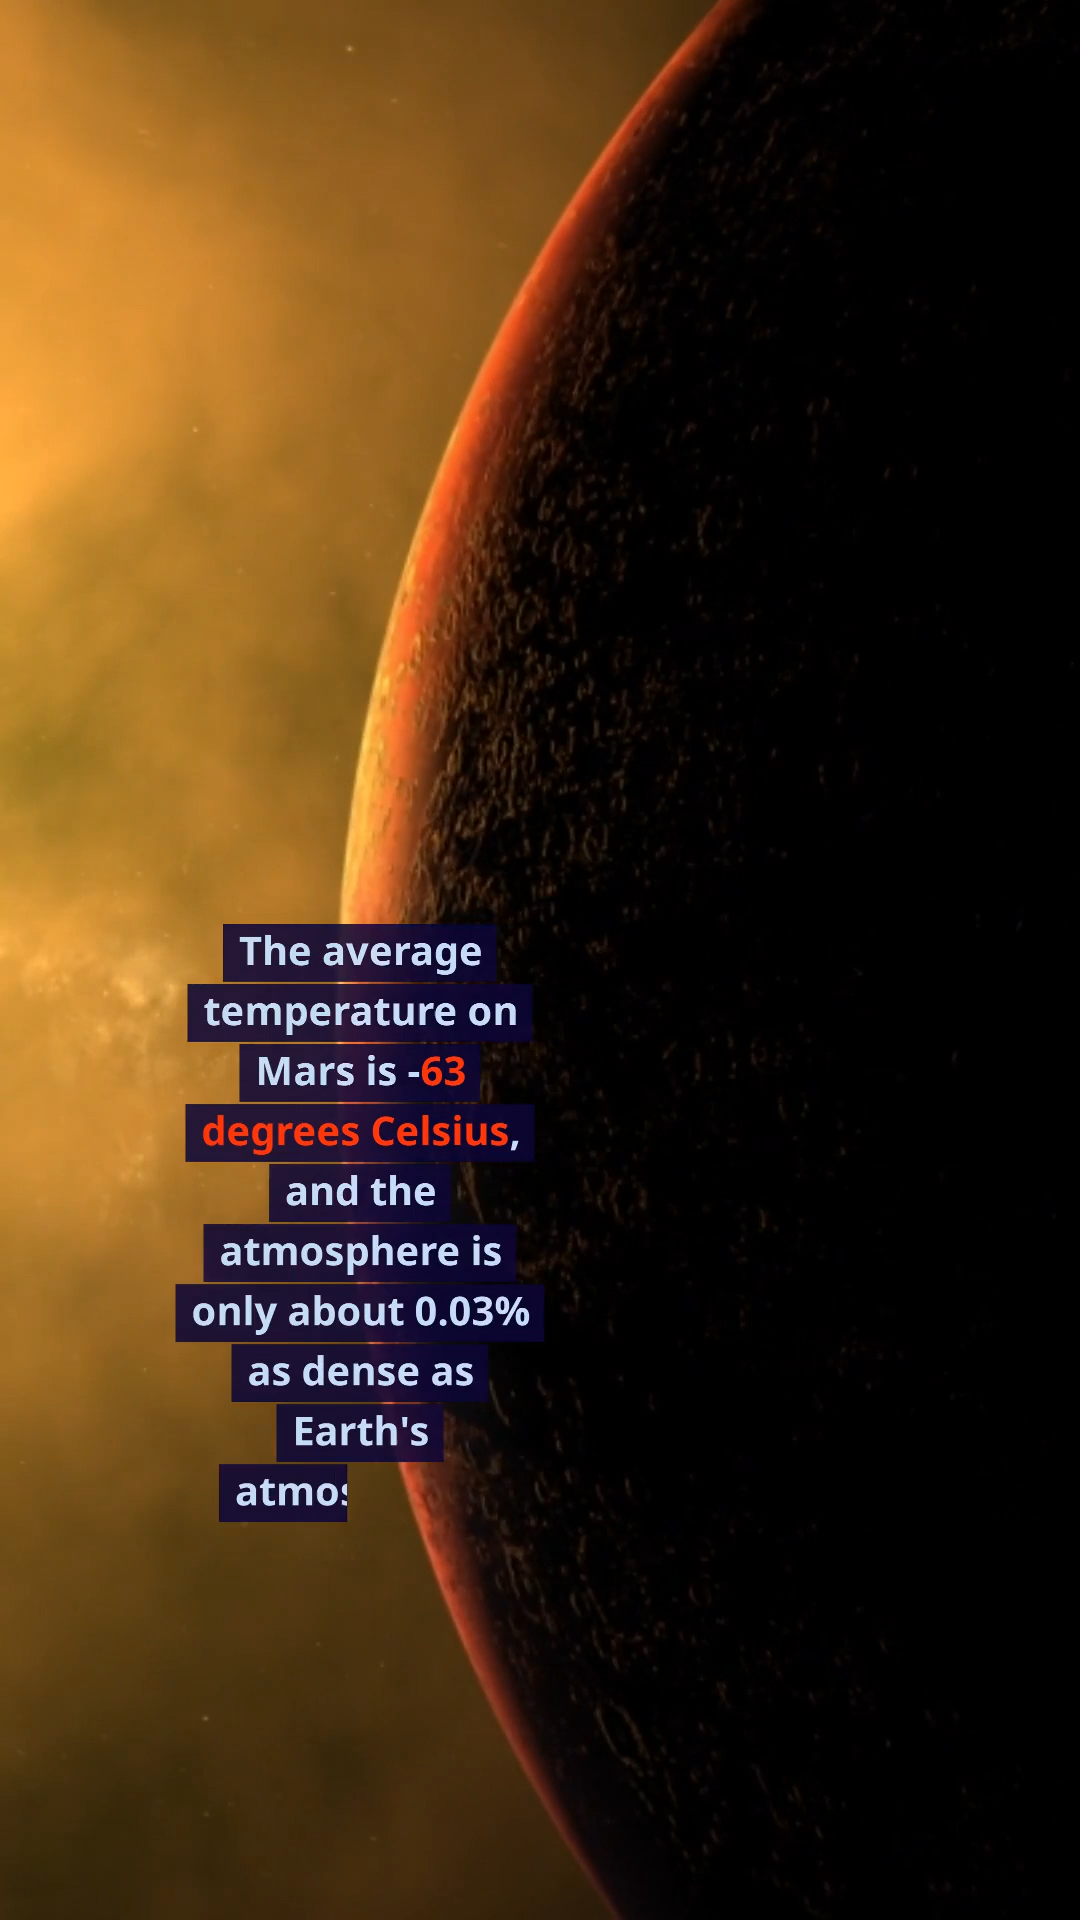 The average
temperature on
Mars is -63
degrees Celsius,
and the
atmosphere is
only about 0.03%
as dense as
Earth's
atmos